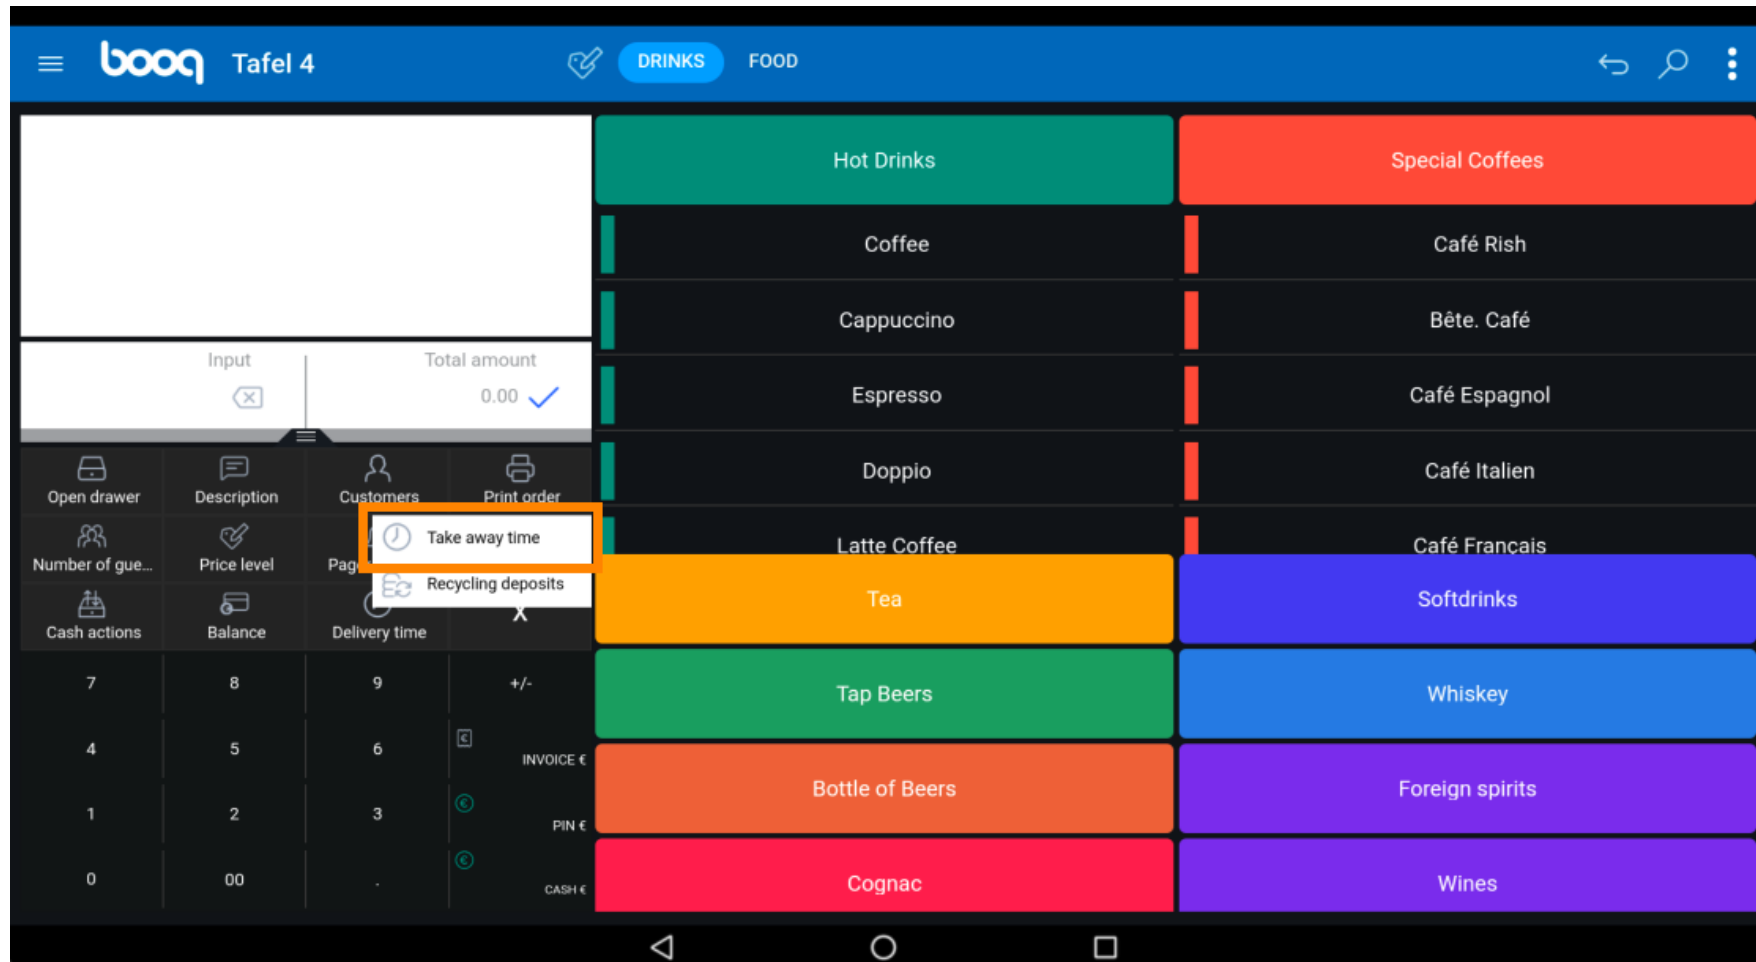 booq Tafel 4 DRINKS FOOD
Input Total amount
0.00
Open drawer Description Customers Print order
Take away time
Number of gue... Price level Pag
Recycling deposits
X
Cash actions Balance Delivery time
7 8 9 +/-
4 5 6 INVOICE €
1 2 3 PIN €
0 00 . CASH €
Hot Drinks
Coffee
Cappuccino
Espresso
Doppio
Latte Coffee
Tea
Tap Beers
Bottle of Beers
Cognac
Special Coffees
Café Rish
Bête. Café
Café Espagnol
Café Italien
Café Français
Softdrinks
Whiskey
Foreign spirits
Wines